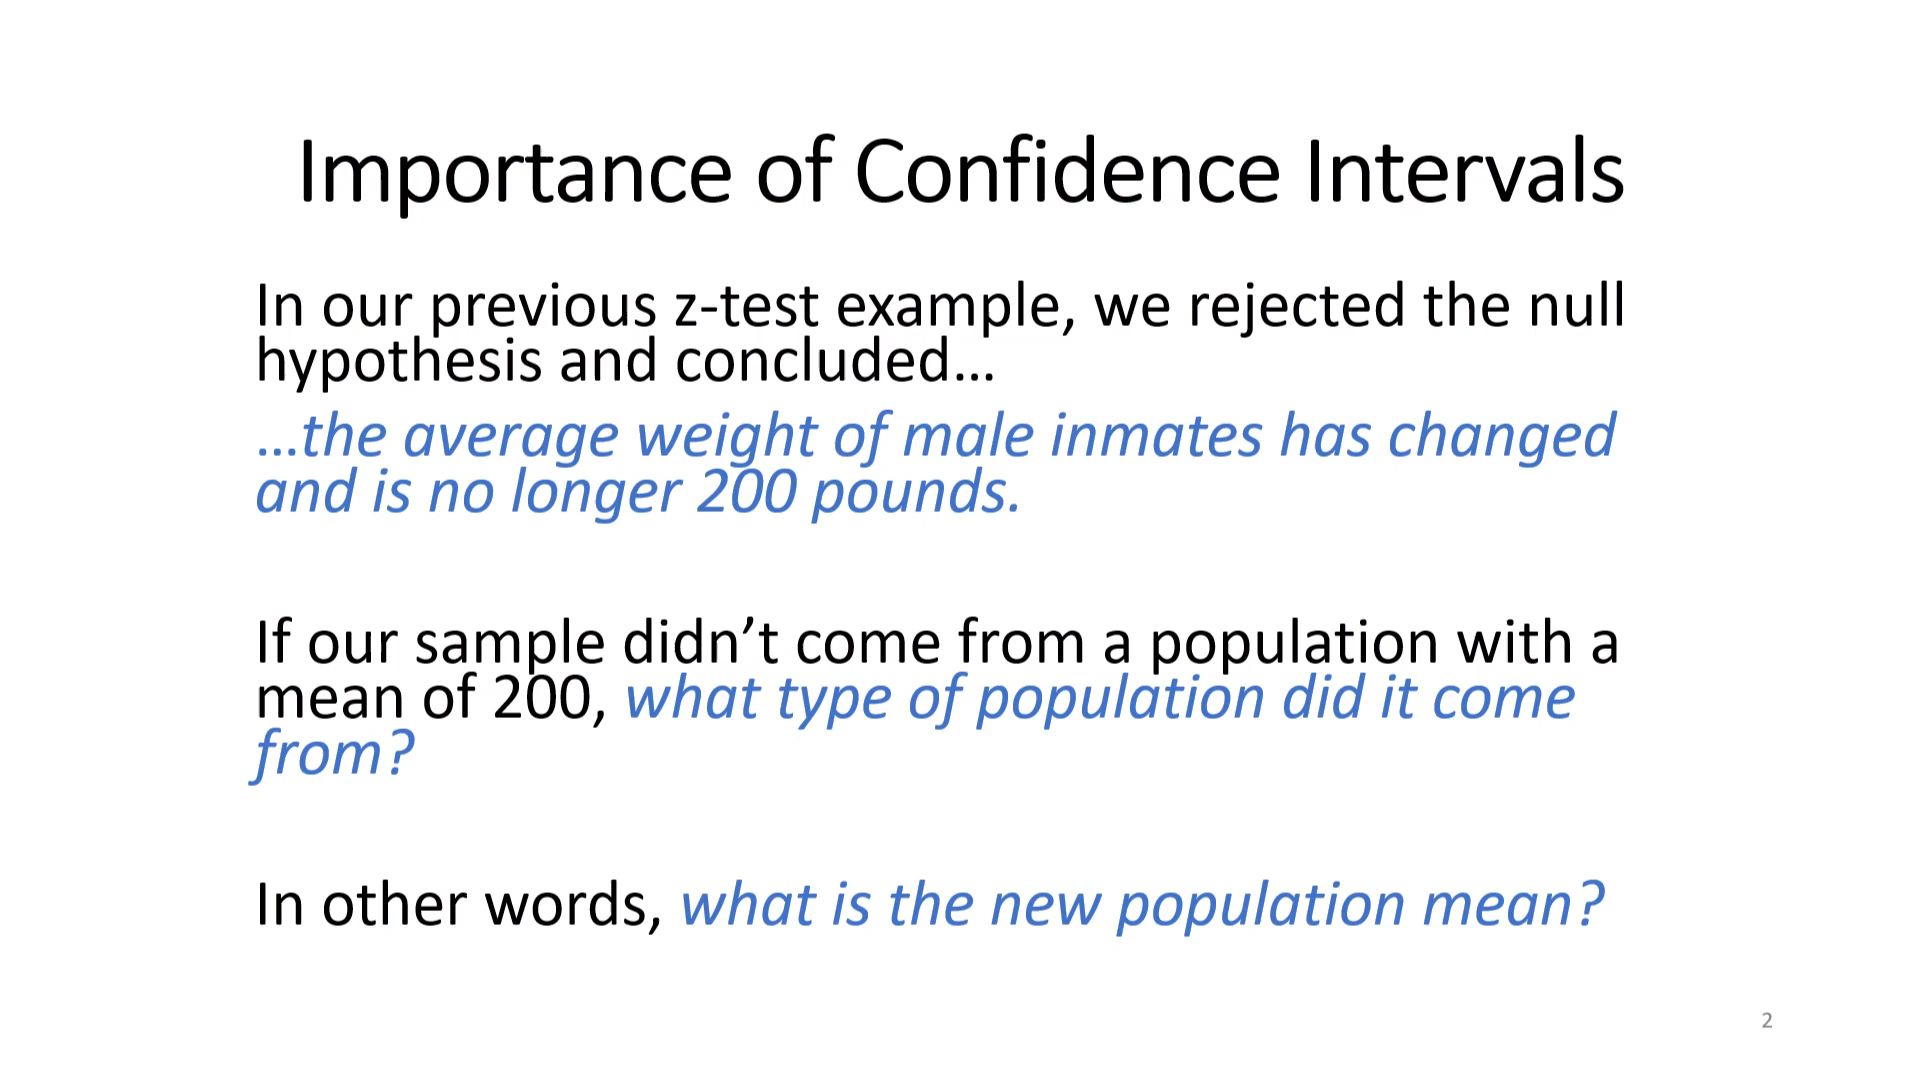 Importance of Confidence Intervals
In our previous z-test example, we rejected the null
hypothesis and concluded…
…the average weight of male inmates has changed
and is no longer 200 pounds.
If our sample didn’t come from a population with a
mean of 200, what type of population did it come
from?
In other words, what is the new population mean?
2